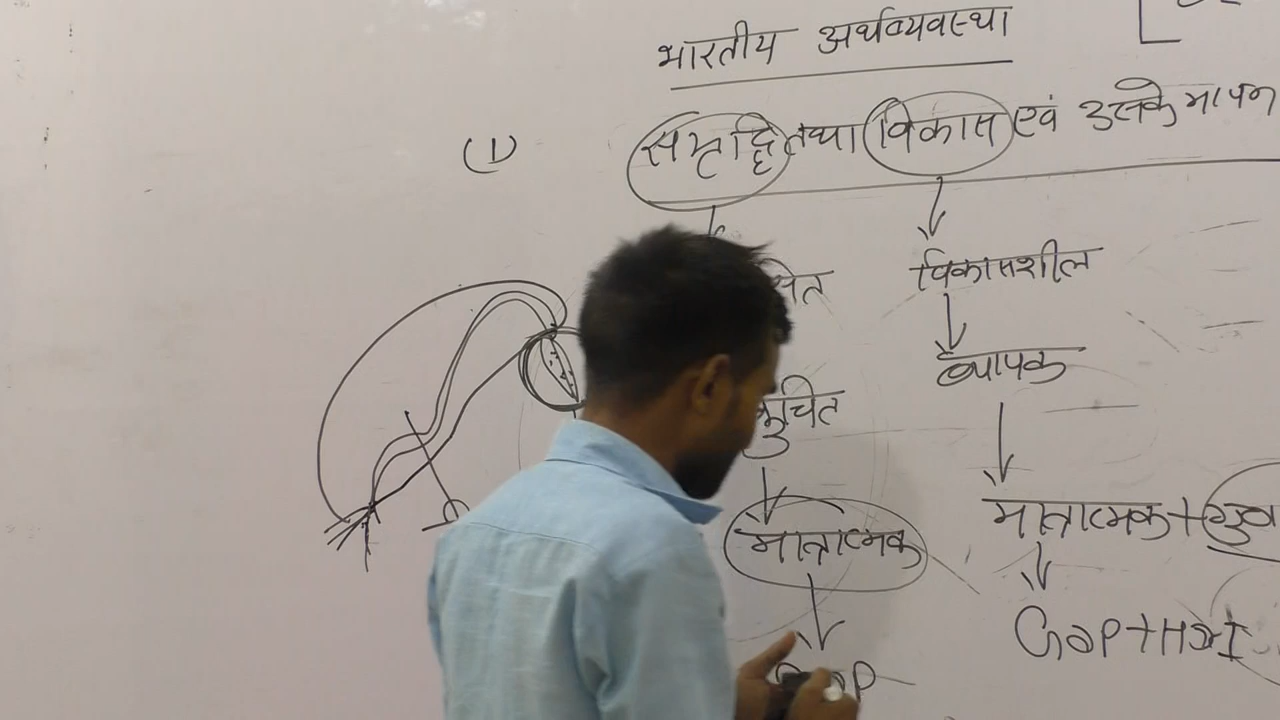 भारतीय अर्थव्यवस्था
(1) समृद्धि तथा विकास एवं उसके मापन
विकासशील
व्यापक
मात्रात्मक
मात्रात्मक +
GDP + HDI